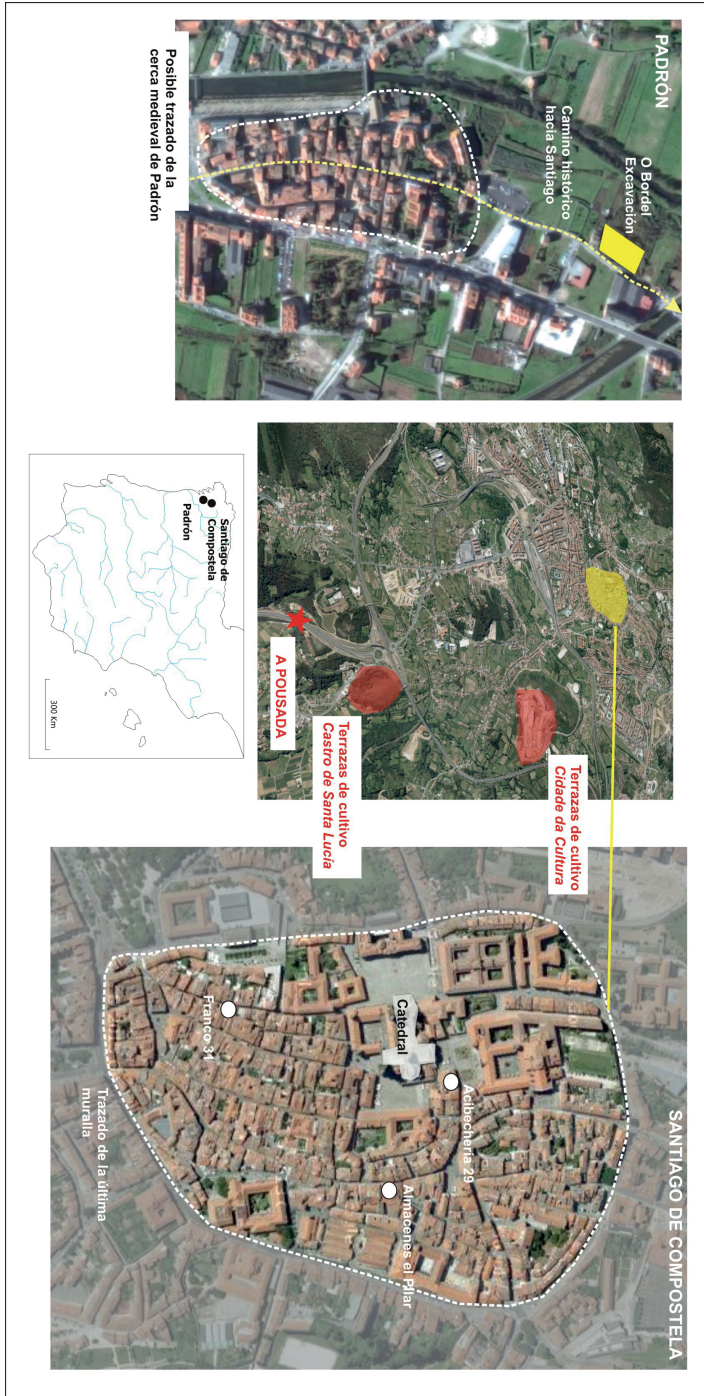 PADRÓN
O Bordel
Excavación
Camino histórico
hacia Santiago
Posible trazado de la
cerca medieval de Padrón
Terrazas de cultivo
Cidade da Cultura
Terrazas de cultivo
Castro de Santa Lucía
A POUSADA
Santiago de
Compostela
Padrón
300 Km
SANTIAGO DE COMPOSTELA
Acibechería 29
Catedral
Almacenes el Pilar
Franco 31
Trazado de la última
muralla